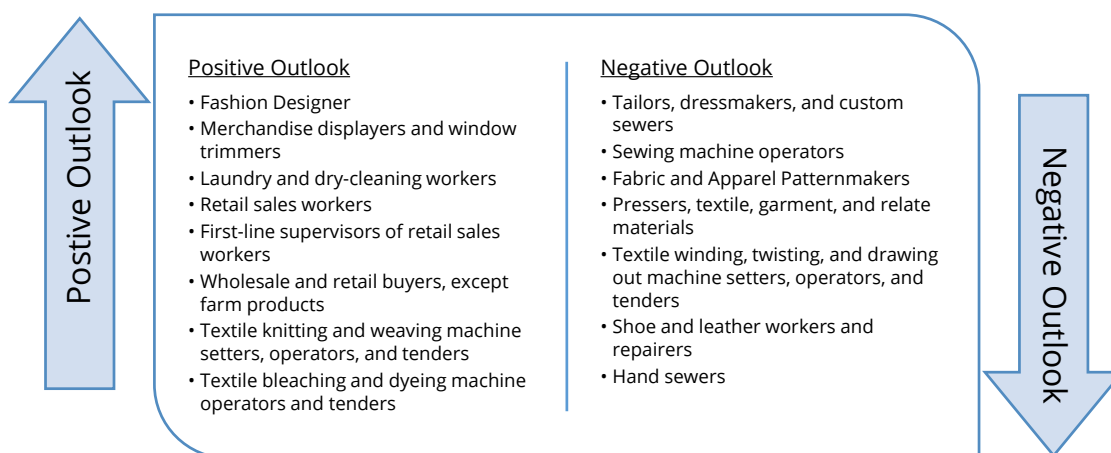 Postive Outlook
Positive Outlook
• Fashion Designer
• Merchandise displayers and window
trimmers
• Laundry and dry-cleaning workers
• Retail sales workers
• First-line supervisors of retail sales
workers
• Wholesale and retail buyers, except
farm products
• Textile knitting and weaving machine
setters, operators, and tenders
• Textile bleaching and dyeing machine
operators and tenders
Negative Outlook
• Tailors, dressmakers, and custom
sewers
• Sewing machine operators
• Fabric and Apparel Patternmakers
• Pressers, textile, garment, and relate
materials
• Textile winding, twisting, and drawing
out machine setters, operators, and
tenders
• Shoe and leather workers and
repairers
• Hand sewers
Negative Outlook